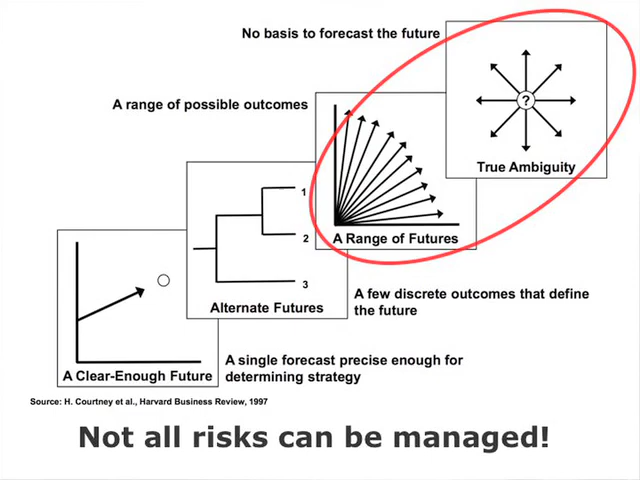 No basis to forecast the future
?
True Ambiguity
A range of possible outcomes
A Range of Futures
1
2
3
Alternate Futures
A few discrete outcomes that define
the future
A Clear-Enough Future
A single forecast precise enough for
determining strategy
Source: H. Courtney et al., Harvard Business Review, 1997
Not all risks can be managed!